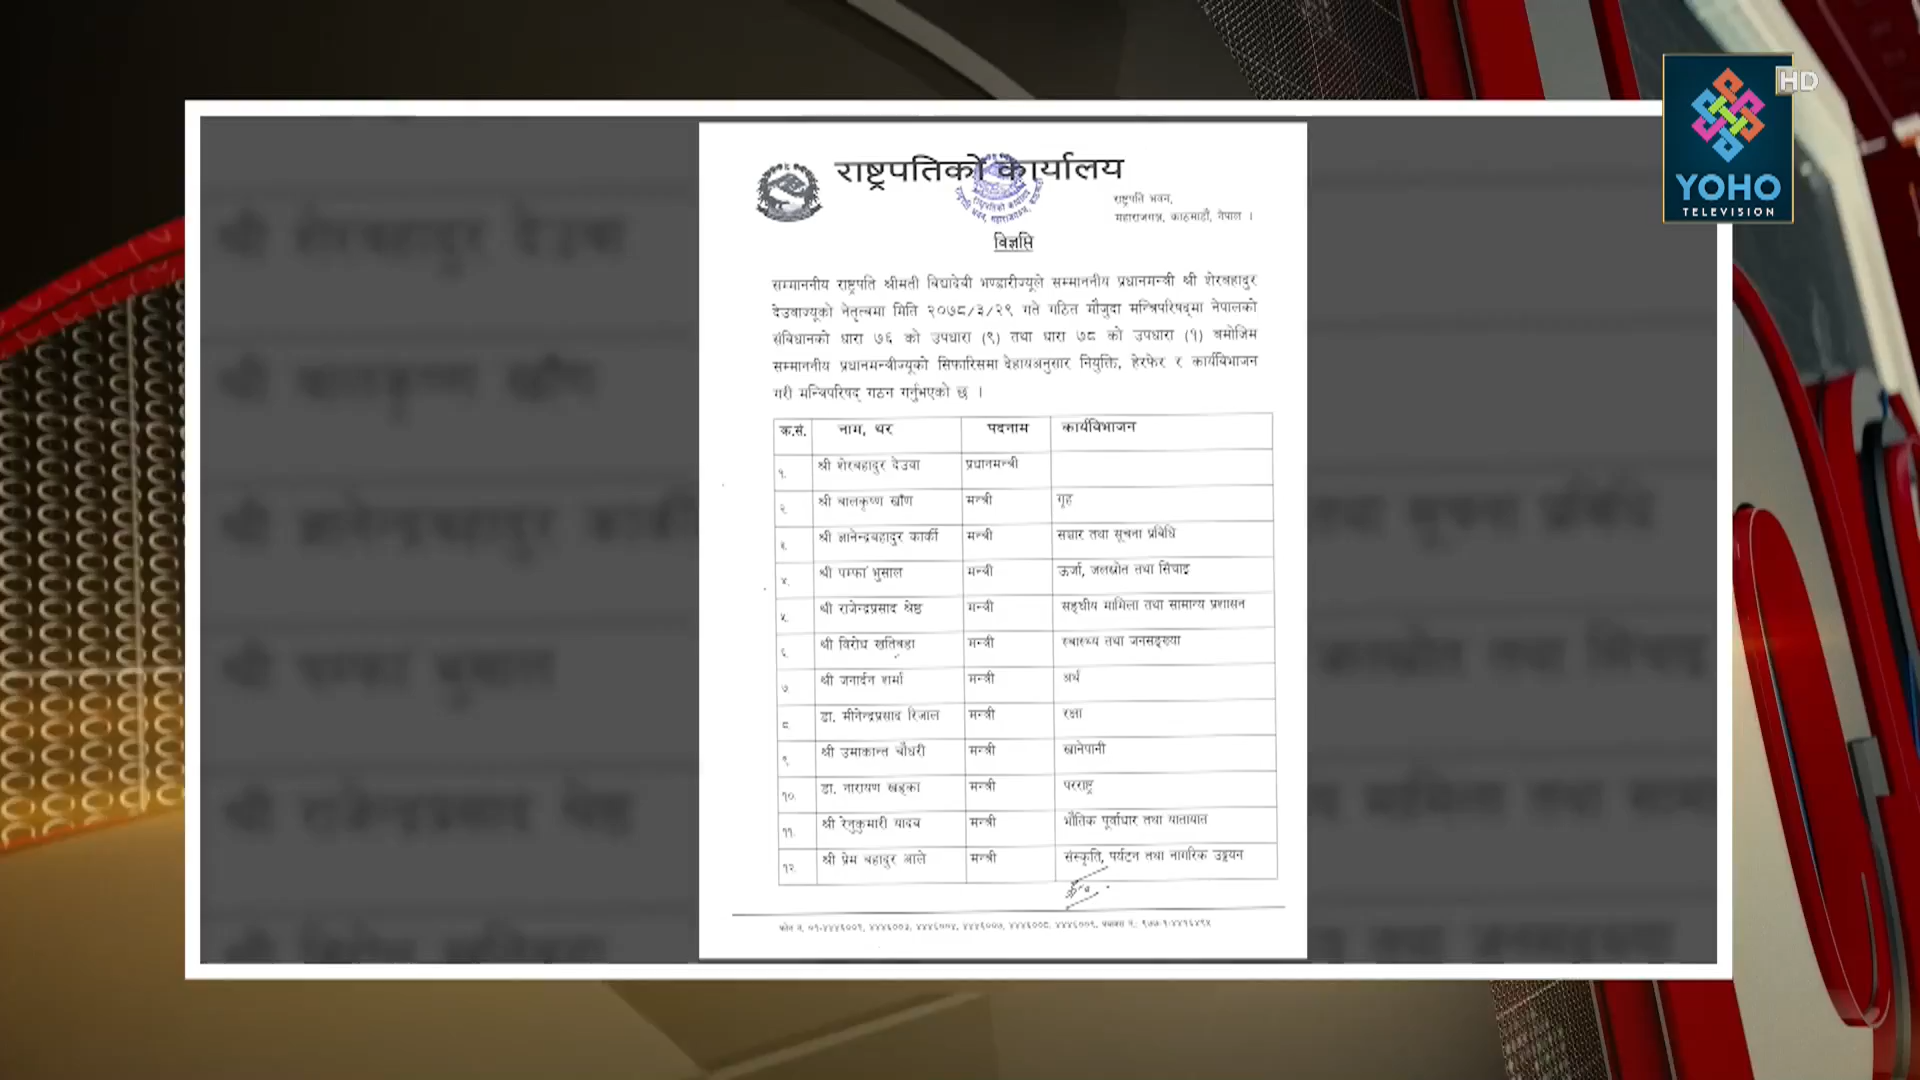 HD
YOHO
TELEVISION
राष्ट्रपतिको कार्यालय
राष्ट्रपति भवन,
महाराजगञ्ज, काठमाडौं, नेपाल ।
विज्ञप्ति
सम्माननीय राष्ट्रपति श्रीमती विद्यादेवी भण्डारीज्यूले सम्माननीय प्रधानमन्त्री श्री शेरबहादुर
देउवाज्यूको नेतृत्वमा मिति २०७८/३/२९ गते गठित मौजुदा मन्त्रिपरिषद्‌मा नेपालको
संविधानको धारा ७६ को उपधारा (९) तथा धारा ७८ को उपधारा (१) बमोजिम
सम्माननीय प्रधानमन्त्रीज्यूको सिफारिसमा देहायअनुसार नियुक्ति, हेरफेर र कार्यविभाजन
गरी मन्त्रिपरिषद् गठन गर्नुभएको छ ।
क.सं. नाम, थर पदनाम कार्यविभाजन
१. श्री शेरबहादुर देउवा प्रधानमन्त्री
२. श्री बालकृष्ण खाँण मन्त्री गृह
३. श्री ज्ञानेन्द्रबहादुर कार्की मन्त्री सञ्चार तथा सूचना प्रबिधि
४. श्री पम्फा भुसाल मन्त्री ऊर्जा, जलस्रोत तथा सिंचाइ
५. श्री राजेन्द्रप्रसाद श्रेष्ठ मन्त्री सङ्घीय मामिला तथा सामान्य प्रशासन
६. श्री विरोध खतिवडा मन्त्री स्वास्थ्य तथा जनसङ्ख्या
७. श्री जनार्दन शर्मा मन्त्री अर्थ
८. डा. मीनेन्द्रप्रसाद रिजाल मन्त्री रक्षा
९. श्री उमाकान्त चौधरी मन्त्री खानेपानी
१०. डा. नारायण खड्का मन्त्री परराष्ट्र
११. श्री रेनुकुमारी यादव मन्त्री भौतिक पूर्वाधार तथा यातायात
१२. श्री प्रेम बहादुर आले मन्त्री संस्कृति, पर्यटन तथा नागरिक उड्डयन